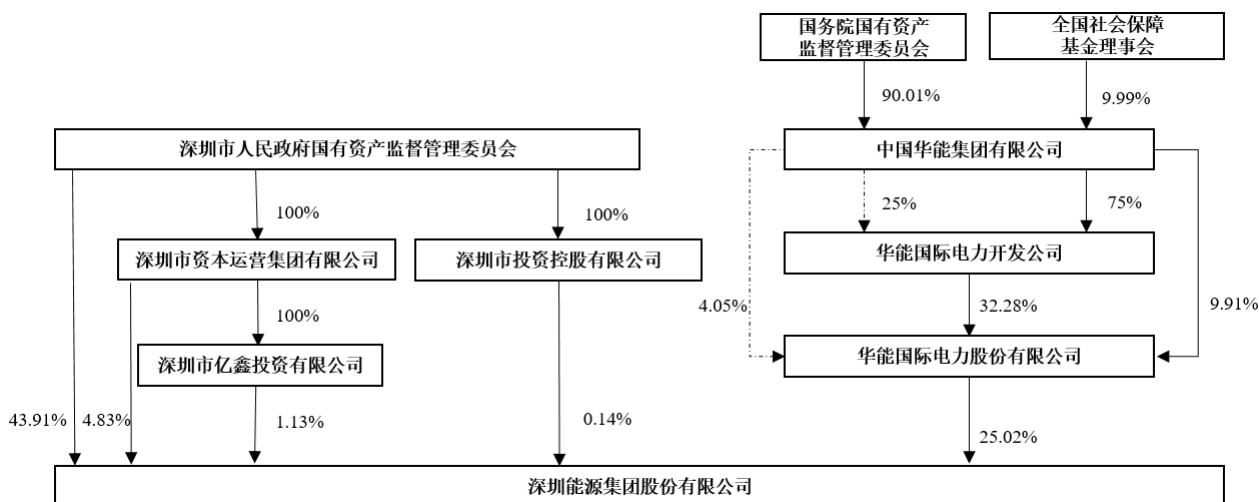 国务院国有资产
监督管理委员会
全国社会保障
基金理事会
90.01%
9.99%
深圳市人民政府国有资产监督管理委员会
中国华能集团有限公司
100%
100%
25%
75%
深圳市资本运营集团有限公司
深圳市投资控股有限公司
华能国际电力开发公司
100%
4.05%
32.28%
9.91%
深圳市亿鑫投资有限公司
华能国际电力股份有限公司
43.91%
4.83%
1.13%
0.14%
25.02%
深圳能源集团股份有限公司